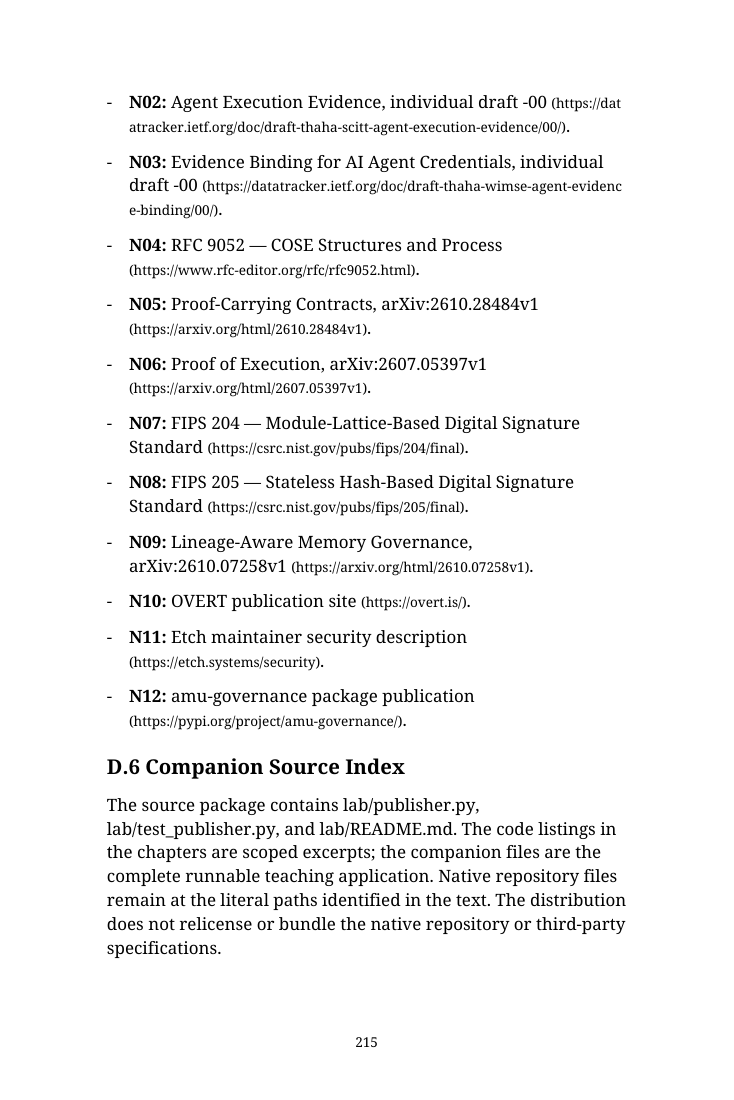 - N02: Agent Execution Evidence, individual draft -00 (https://dat
atracker.ietf.org/doc/draft-thaha-scitt-agent-execution-evidence/00/).
- N03: Evidence Binding for AI Agent Credentials, individual
draft -00 (https://datatracker.ietf.org/doc/draft-thaha-wimse-agent-evidenc
e-binding/00/).
- N04: RFC 9052 — COSE Structures and Process
(https://www.rfc-editor.org/rfc/rfc9052.html).
- N05: Proof-Carrying Contracts, arXiv:2610.28484v1
(https://arxiv.org/html/2610.28484v1).
- N06: Proof of Execution, arXiv:2607.05397v1
(https://arxiv.org/html/2607.05397v1).
- N07: FIPS 204 — Module-Lattice-Based Digital Signature
Standard (https://csrc.nist.gov/pubs/fips/204/final).
- N08: FIPS 205 — Stateless Hash-Based Digital Signature
Standard (https://csrc.nist.gov/pubs/fips/205/final).
- N09: Lineage-Aware Memory Governance,
arXiv:2610.07258v1 (https://arxiv.org/html/2610.07258v1).
- N10: OVERT publication site (https://overt.is/).
- N11: Etch maintainer security description
(https://etch.systems/security).
- N12: amu-governance package publication
(https://pypi.org/project/amu-governance/).
D.6 Companion Source Index
The source package contains lab/publisher.py,
lab/test_publisher.py, and lab/README.md. The code listings in
the chapters are scoped excerpts; the companion files are the
complete runnable teaching application. Native repository files
remain at the literal paths identified in the text. The distribution
does not relicense or bundle the native repository or third-party
specifications.
215